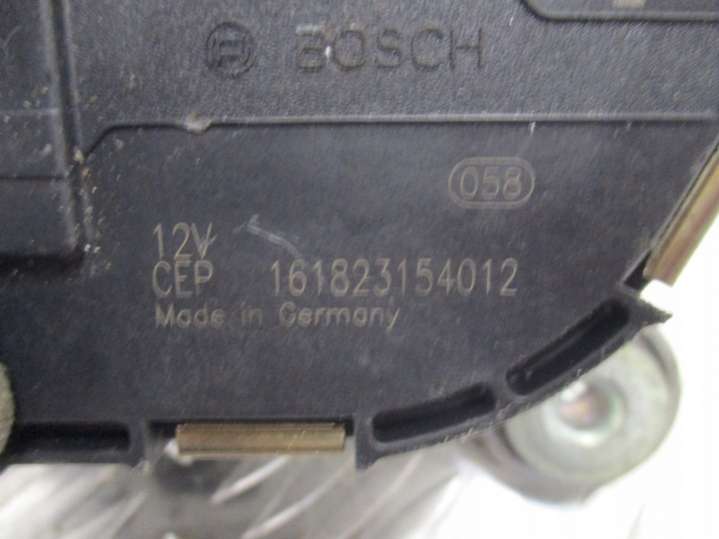 BOSCH
058
12V
CEP 161823154012
Made in Germany